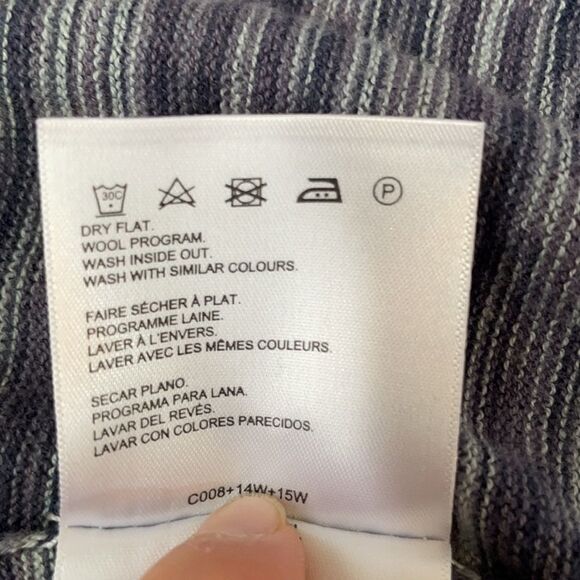 30C
P
DRY FLAT.
WOOL PROGRAM.
WASH INSIDE OUT.
WASH WITH SIMILAR COLOURS.
FAIRE SÉCHER À PLAT.
PROGRAMME LAINE.
LAVER À L'ENVERS.
LAVER AVEC LES MÊMES COULEURS.
SECAR PLANO.
PROGRAMA PARA LANA.
LAVAR DEL REVÉS.
LAVAR CON COLORES PARECIDOS.
C008+14W+15W